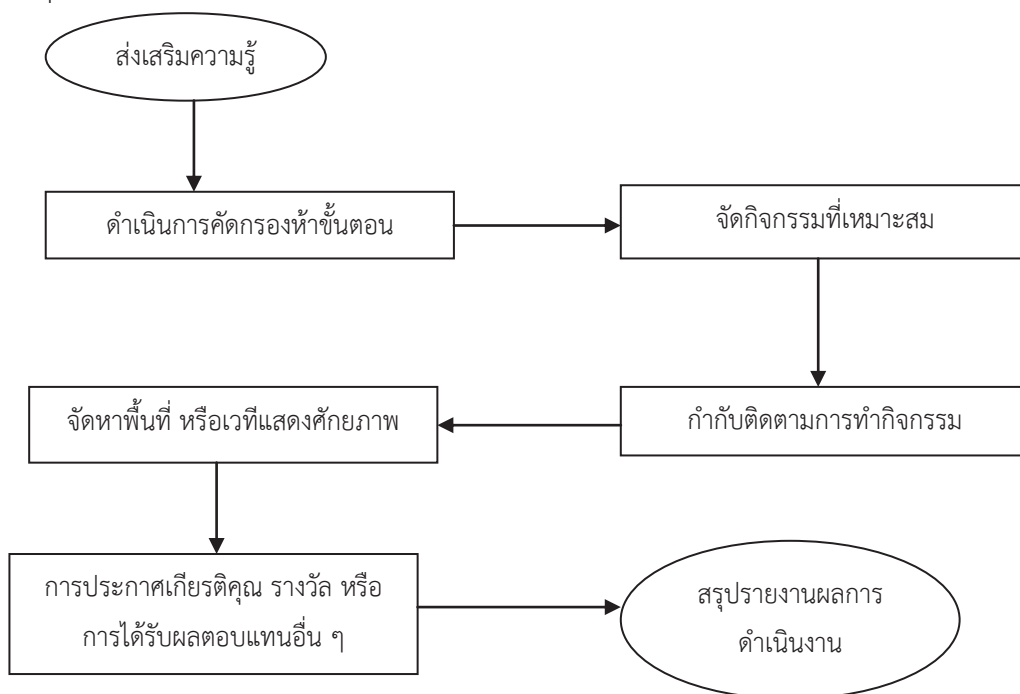 ส่งเสริมความรู้
ดำเนินการคัดกรองห้าขั้นตอน
จัดกิจกรรมที่เหมาะสม
กำกับติดตามการทำกิจกรรม
จัดหาพื้นที่ หรือเวทีแสดงศักยภาพ
การประกาศเกียรติคุณ รางวัล หรือ
การได้รับผลตอบแทนอื่น ๆ
สรุปรายงานผลการ
ดำเนินงาน